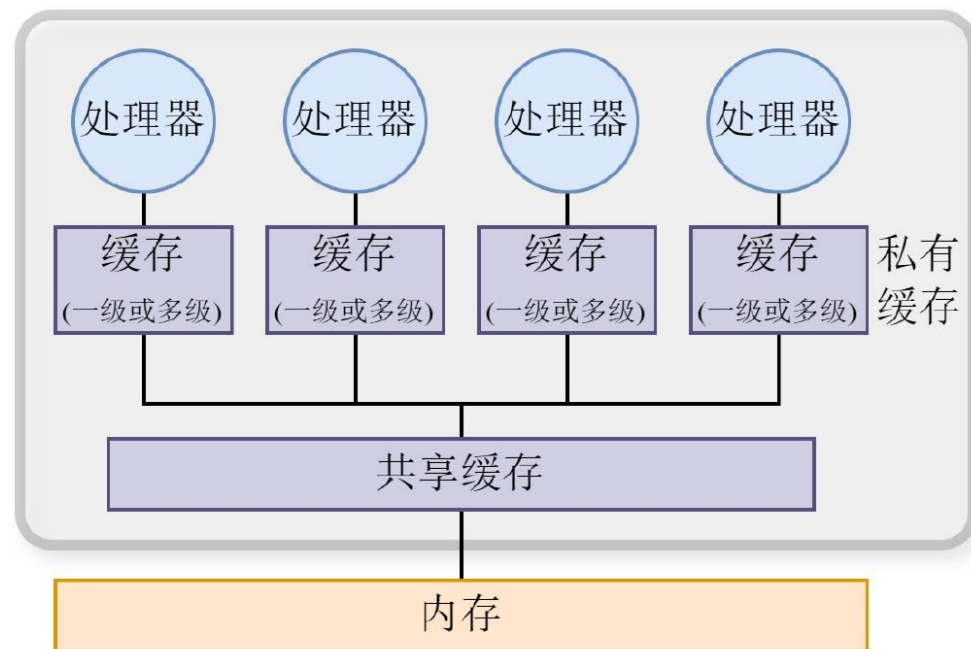 处理器
处理器
处理器
处理器
缓存
(一级或多级)
缓存
(一级或多级)
缓存
(一级或多级)
缓存
(一级或多级)
私有
缓存
共享缓存
内存